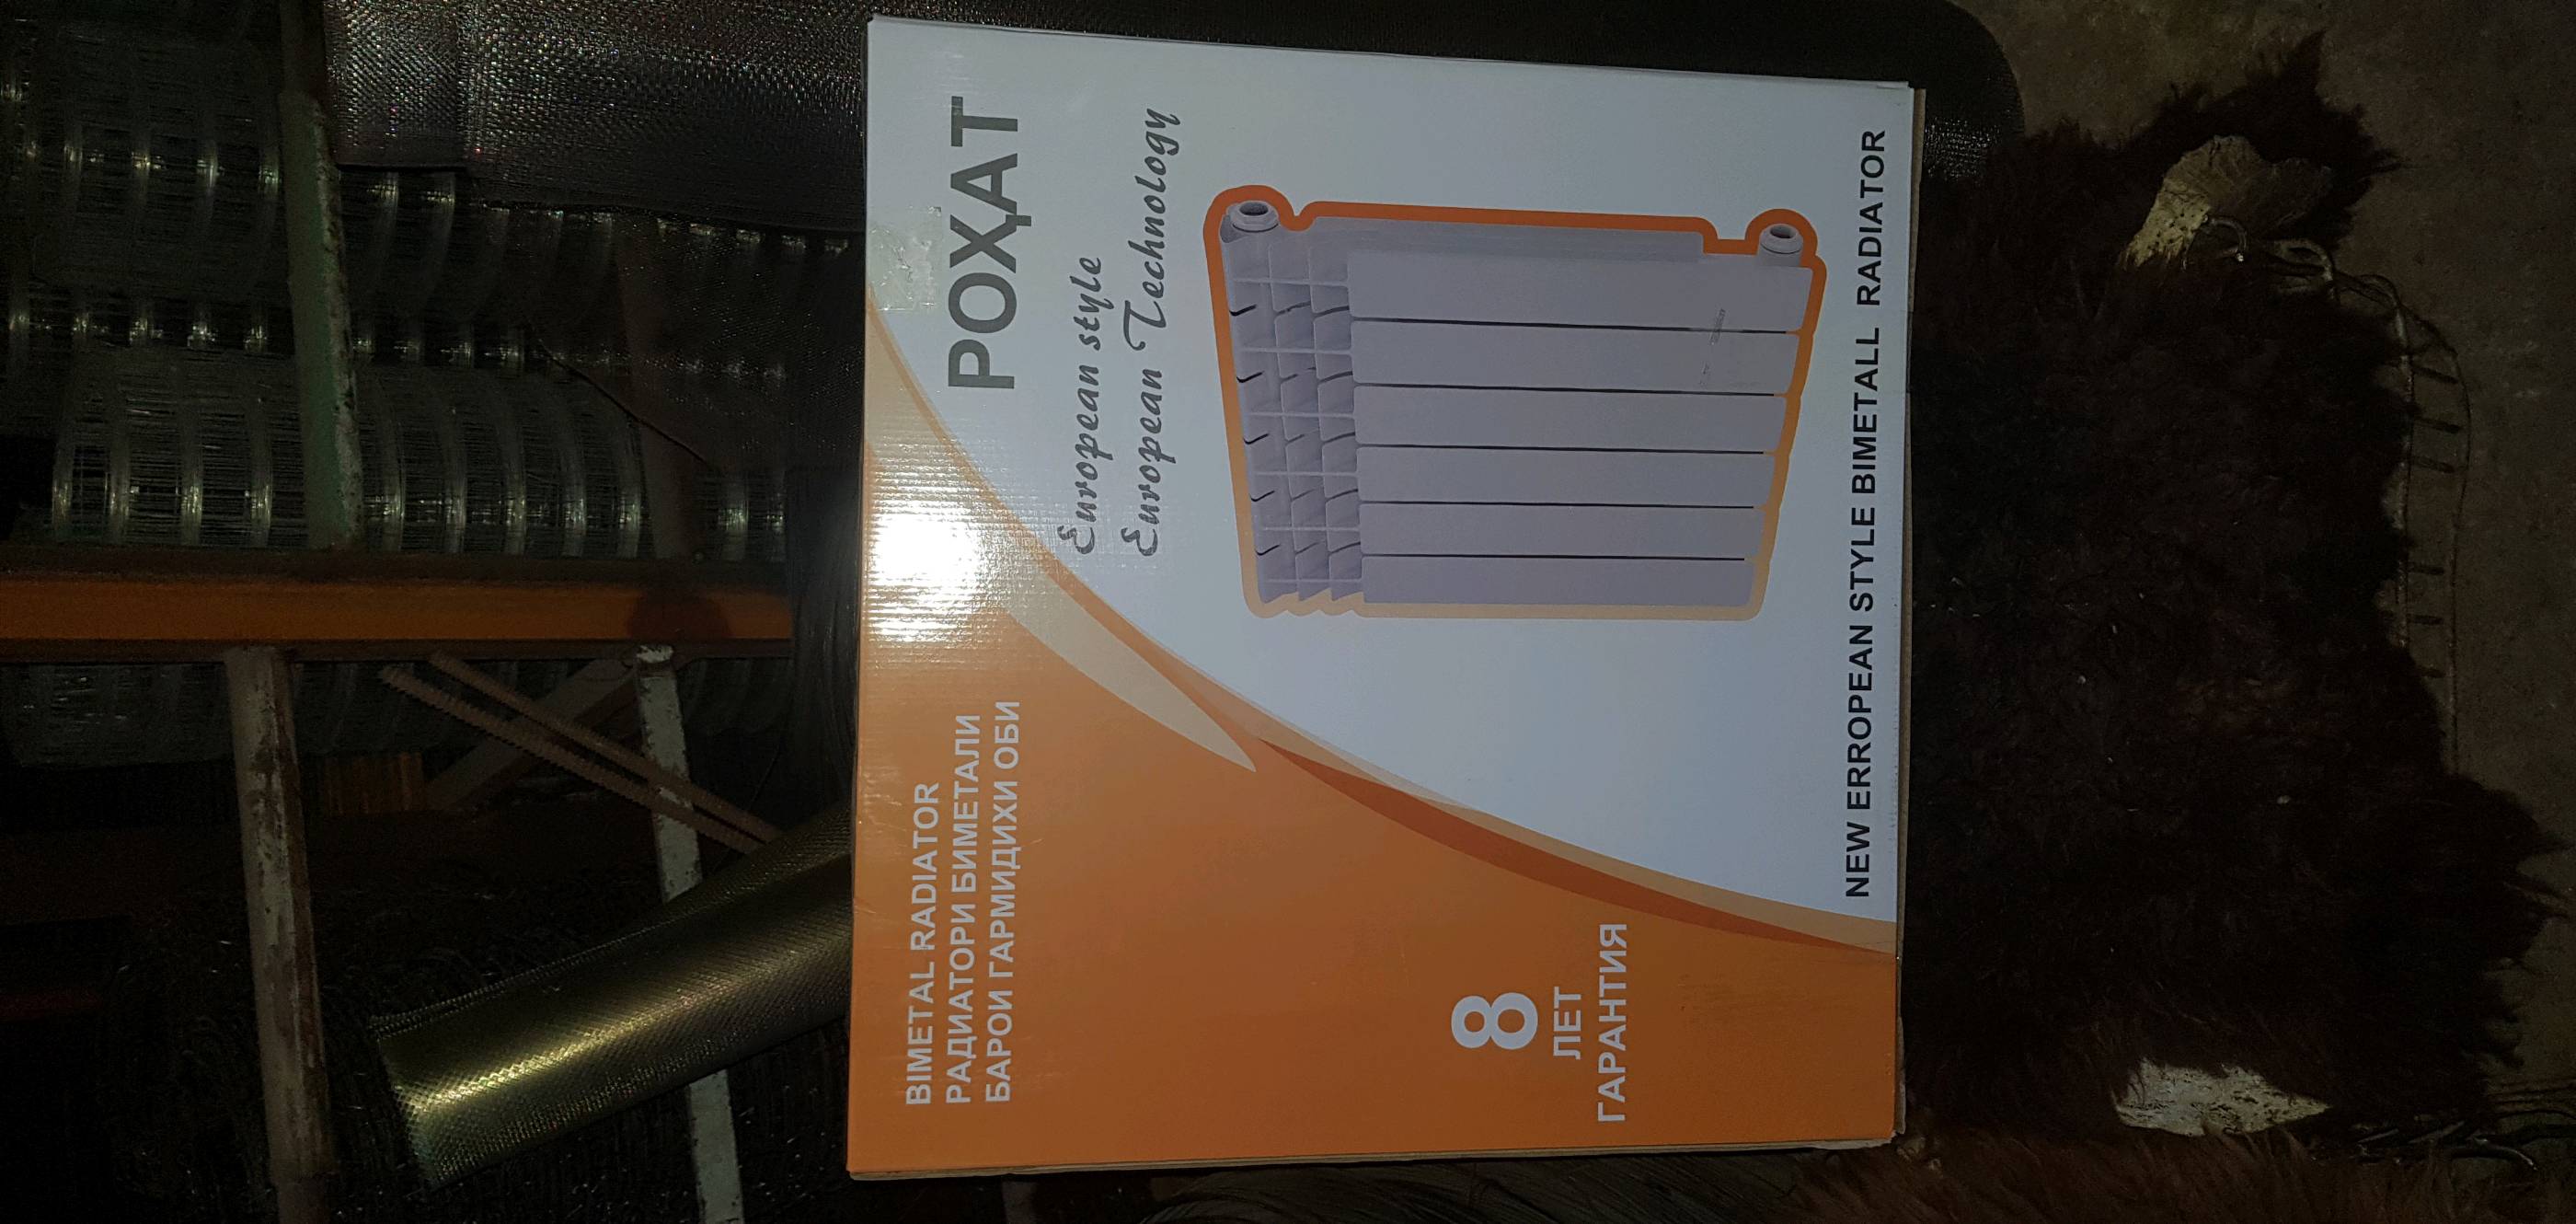 BIMETAL RADIATOR
РАДИАТОРИ БИМЕТАЛИ
БАРОИ ГАРМИДИХИ ОБИ
РОҲАТ
European style
European Technology
8
ЛЕТ
ГАРАНТИЯ
NEW ERROPEAN STYLE BIMETALL RADIATOR